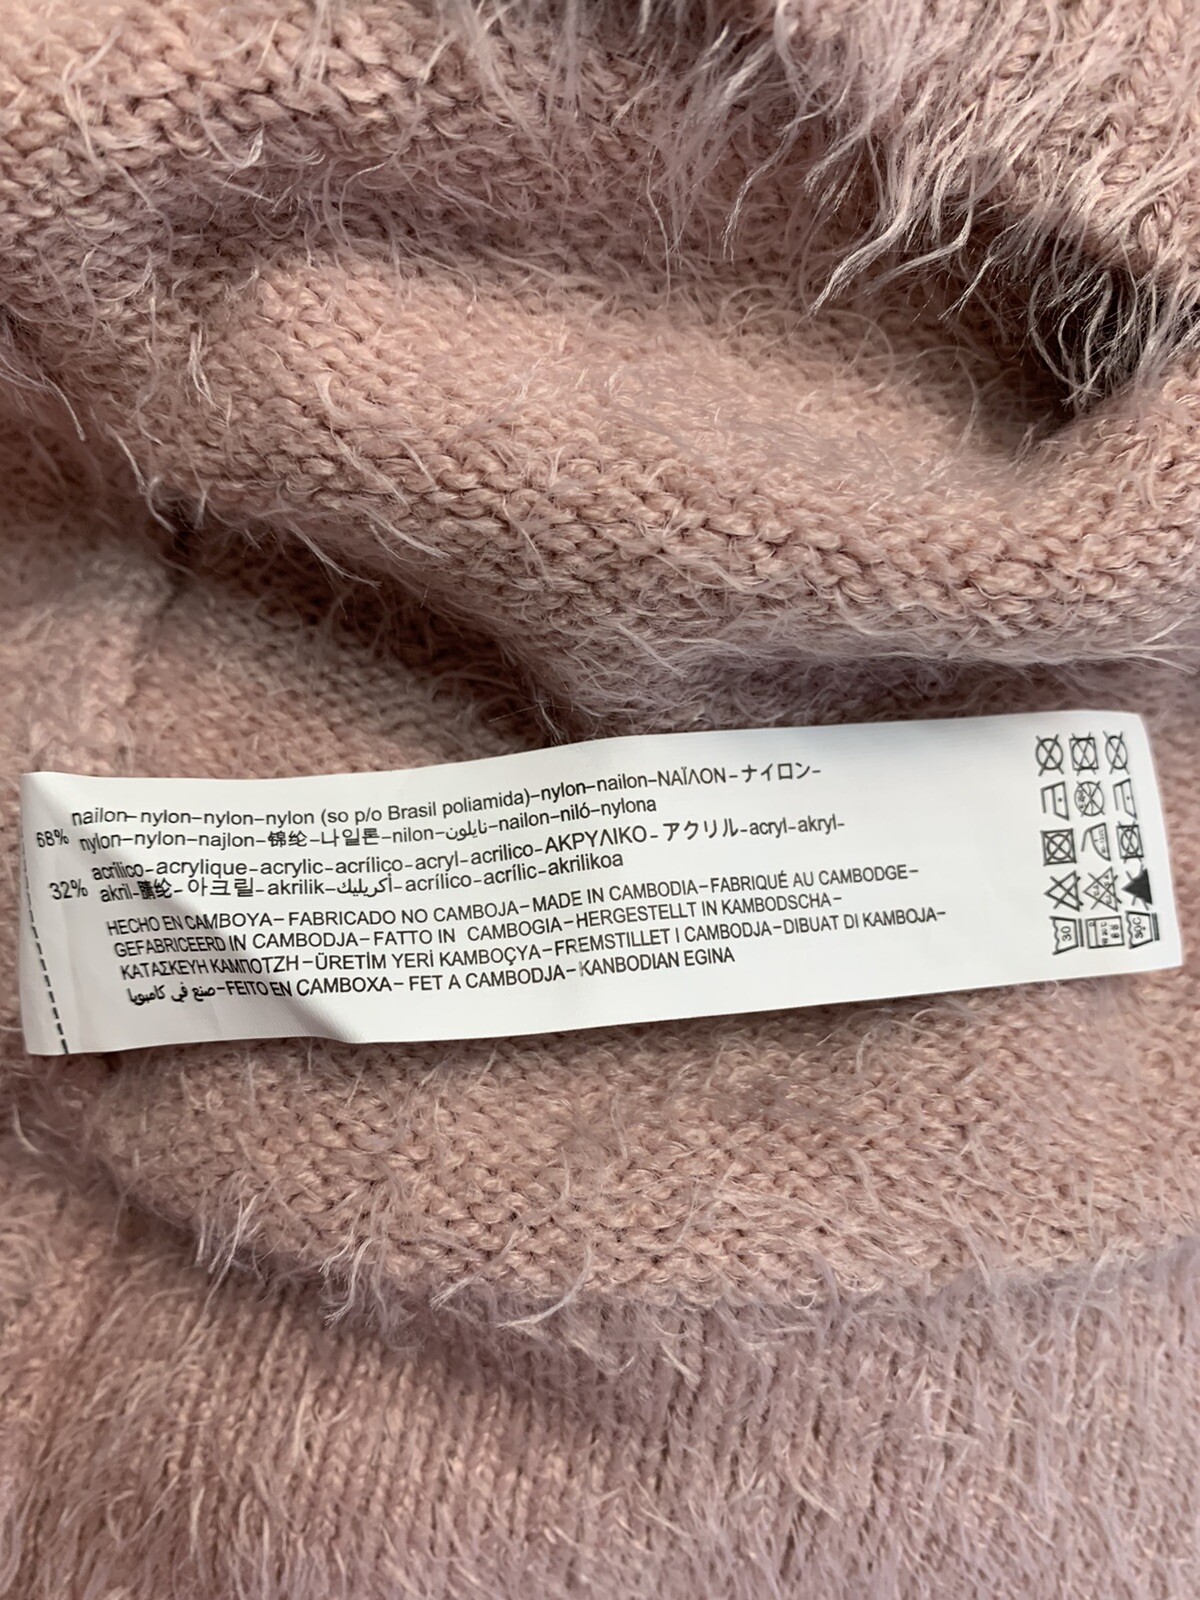 68% nailon-nylon-nylon-nylon (so p/o Brasil poliamida)-nylon-nailon-ΝΑΪΛΟΝ-ナイロン-
nylon-nylon-najlon-锦纶-나일론-nilon-نايلون-nailon-niló-nylona
32% acrílico-acrylique-acrylic-acrílico-acryl-acrilico-ΑΚΡΥΛΙΚΟ-アクリル-acryl-akryl-
akril-腈纶-아크릴-akrilik-أكريليك-acrílico-acrílic-akrilikoa
HECHO EN CAMBOYA-FABRICADO NO CAMBOJA-MADE IN CAMBODIA-FABRIQUÉ AU CAMBODGE-
GEFABRICEERD IN CAMBODJA-FATTO IN CAMBOGIA-HERGESTELLT IN KAMBODSCHA-
ΚΑΤΑΣΚΕΥΗ ΚΑΜΠΟΤΖΗ-ÜRETİM YERİ KAMBOÇYA-FREMSTILLET I CAMBODJA-DIBUAT DI KAMBOJA-
صنع في كامبوبيا-FEITO EN CAMBOXA-FET A CAMBODJA-KANBODIAN EGINA
30
30C